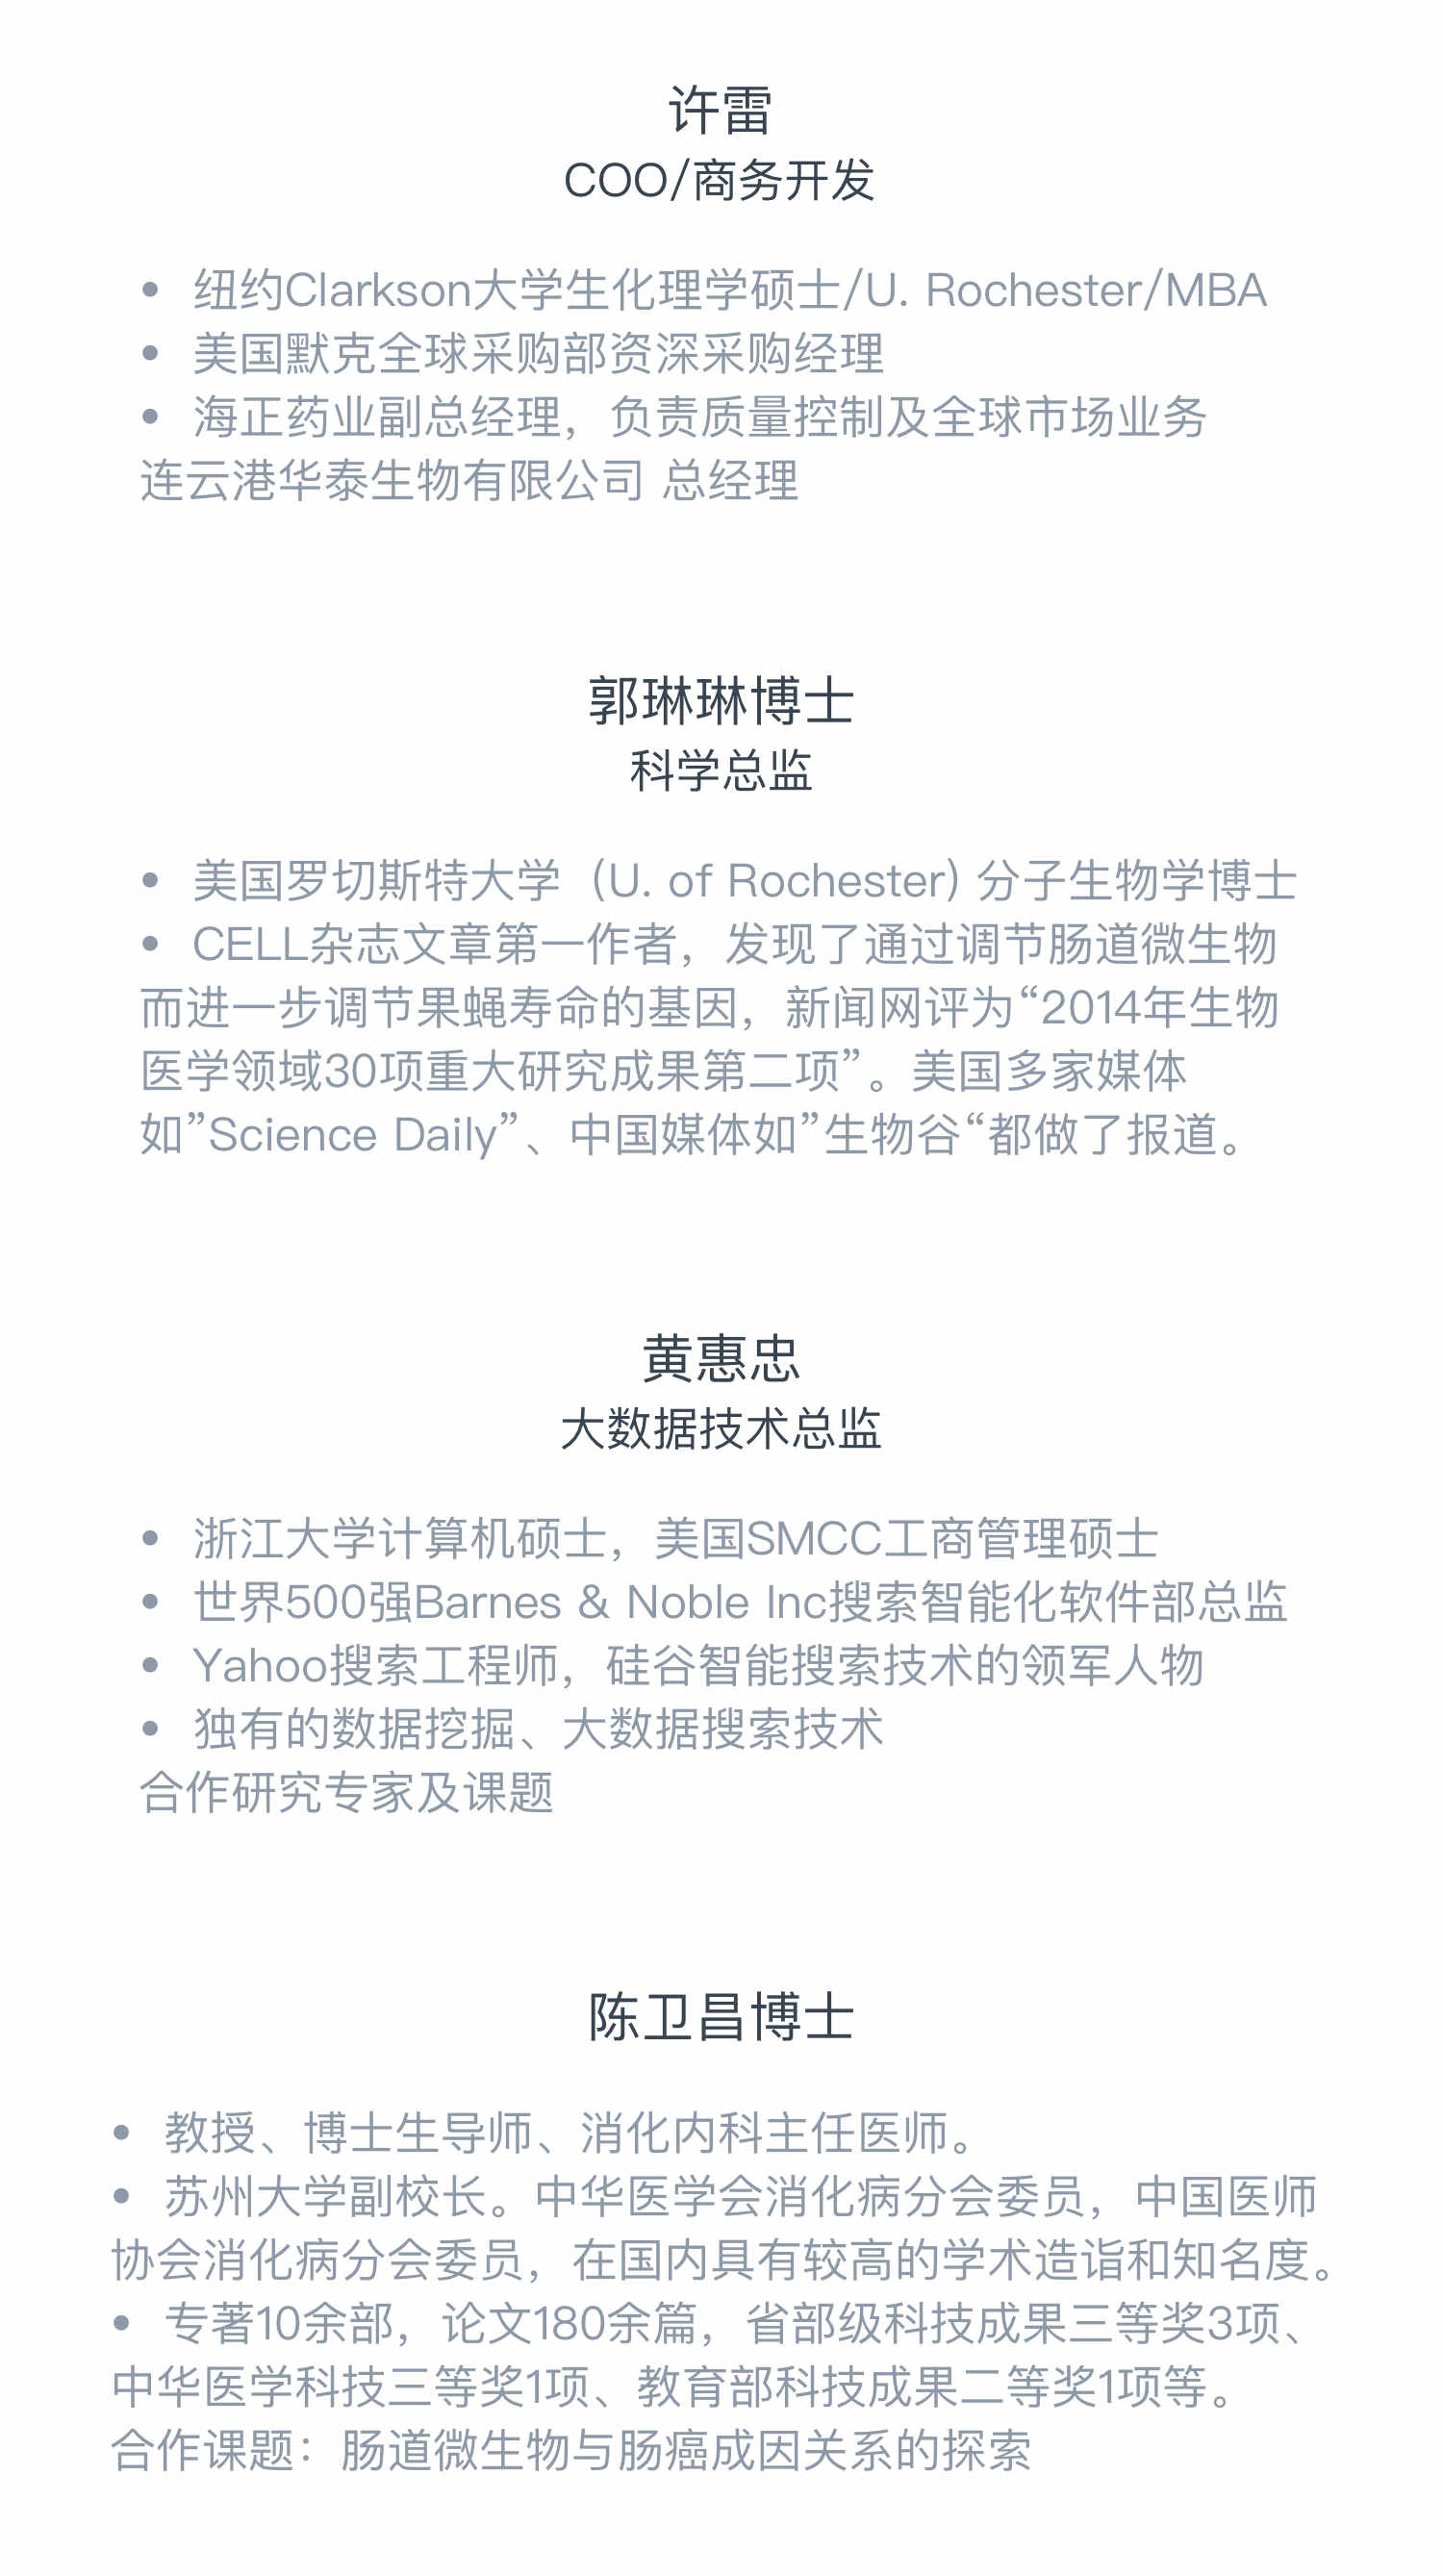 许雷
COO/商务开发
• 纽约Clarkson大学生化理学硕士/U. Rochester/MBA
• 美国默克全球采购部资深采购经理
• 海正药业副总经理，负责质量控制及全球市场业务
连云港华泰生物有限公司 总经理
郭琳琳博士
科学总监
• 美国罗切斯特大学（U. of Rochester) 分子生物学博士
• CELL杂志文章第一作者，发现了通过调节肠道微生物
而进一步调节果蝇寿命的基因，新闻网评为“2014年生物
医学领域30项重大研究成果第二项”。美国多家媒体
如”Science Daily”、中国媒体如”生物谷“都做了报道。
黄惠忠
大数据技术总监
• 浙江大学计算机硕士，美国SMCC工商管理硕士
• 世界500强Barnes & Noble Inc搜索智能化软件部总监
• Yahoo搜索工程师，硅谷智能搜索技术的领军人物
• 独有的数据挖掘、大数据搜索技术
合作研究专家及课题
陈卫昌博士
• 教授、博士生导师、消化内科主任医师。
• 苏州大学副校长。中华医学会消化病分会委员，中国医师
协会消化病分会委员，在国内具有较高的学术造诣和知名度。
• 专著10余部，论文180余篇，省部级科技成果三等奖3项、
中华医学科技三等奖1项、教育部科技成果二等奖1项等。
合作课题：肠道微生物与肠癌成因关系的探索